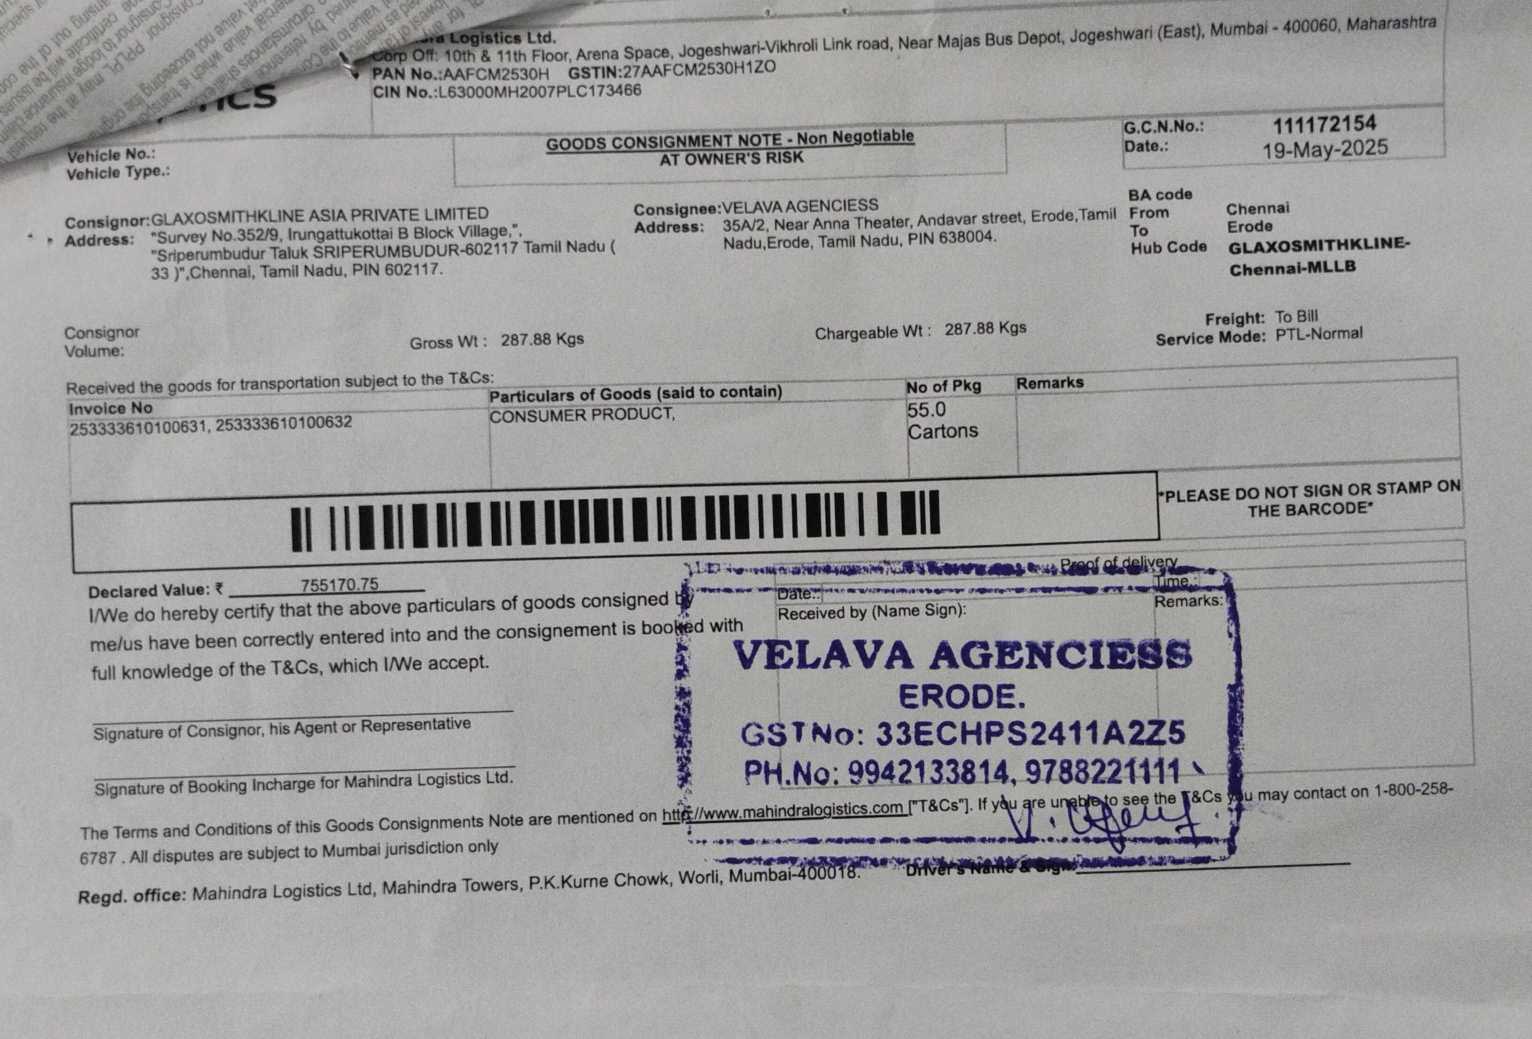 Logistics Ltd.
Corp Off: 10th & 11th Floor, Arena Space, Jogeshwari-Vikhroli Link road, Near Majas Bus Depot, Jogeshwari (East), Mumbai - 400060, Maharashtra
PAN No.:AAFCM2530H GSTIN:27AAFCM2530H1ZO
CIN No.:L63000MH2007PLC173466
Vehicle No.:
Vehicle Type.:
GOODS CONSIGNMENT NOTE - Non Negotiable
AT OWNER'S RISK
G.C.N.No.: 111172154
Date.: 19-May-2025
Consignor:GLAXOSMITHKLINE ASIA PRIVATE LIMITED
Address: "Survey No.352/9, Irungattukottai B Block Village,",
"Sriperumbudur Taluk SRIPERUMBUDUR-602117 Tamil Nadu (
33 )",Chennai, Tamil Nadu, PIN 602117.
Consignee:VELAVA AGENCIESS
Address: 35A/2, Near Anna Theater, Andavar street, Erode,Tamil
Nadu,Erode, Tamil Nadu, PIN 638004.
BA code
From Chennai
To Erode
Hub Code GLAXOSMITHKLINE-
Chennai-MLLB
Consignor
Volume:
Gross Wt : 287.88 Kgs
Chargeable Wt : 287.88 Kgs
Freight: To Bill
Service Mode: PTL-Normal
Received the goods for transportation subject to the T&Cs:
Invoice No Particulars of Goods (said to contain) No of Pkg Remarks
253333610100631, 253333610100632 CONSUMER PRODUCT, 55.0
Cartons
*PLEASE DO NOT SIGN OR STAMP ON
THE BARCODE*
Declared Value: ₹ 755170.75
I/We do hereby certify that the above particulars of goods consigned by
me/us have been correctly entered into and the consignement is booked with
full knowledge of the T&Cs, which I/We accept.
Signature of Consignor, his Agent or Representative
Signature of Booking Incharge for Mahindra Logistics Ltd.
Proof of delivery
Date.: Time.:
Received by (Name Sign): Remarks:
VELAVA AGENCIESS
ERODE.
GST No: 33ECHPS2411A2Z5
PH.No: 9942133814, 9788221111
The Terms and Conditions of this Goods Consignments Note are mentioned on http://www.mahindralogistics.com ["T&Cs"]. If you are unable to see the T&Cs you may contact on 1-800-258-
6787 . All disputes are subject to Mumbai jurisdiction only
Regd. office: Mahindra Logistics Ltd, Mahindra Towers, P.K.Kurne Chowk, Worli, Mumbai-400018. Driver's Name & Sign: